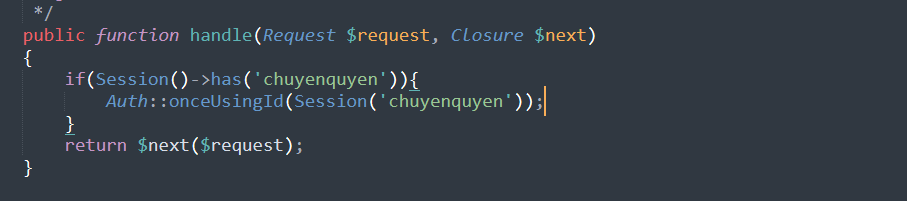 */
public function handle(Request $request, Closure $next)
{
if(Session()->has('chuyenquyen')){
Auth::onceUsingId(Session('chuyenquyen'));
}
return $next($request);
}